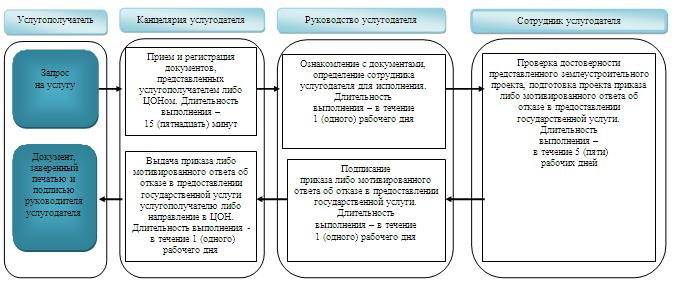 Услугополучатель
Канцелярия услугодателя
Руководство услугодателя
Сотрудник услугодателя
Запрос
на услугу
Прием и регистрация
документов,
представленных
услугополучателем либо
ЦОНом. Длительность
выполнения –
15 (пятнадцать) минут
Ознакомление с документами,
определение сотрудника
услугодателя для исполнения.
Длительность
выполнения – в течение
1 (одного) рабочего дня
Проверка достоверности
представленного землеустроительного
проекта, подготовка проекта приказа
либо мотивированного ответа об
отказе в предоставлении
государственной услуги.
Длительность
выполнения –
в течение 5 (пяти)
рабочих дней
Подписание
приказа либо мотивированного
ответа об отказе в предоставлении
государственной услуги.
Длительность
выполнения – в течение
1 (одного) рабочего дня
Выдача приказа либо
мотивированного ответа об
отказе в предоставлении
государственной услуги
услугополучателю либо
направление в ЦОН.
Длительность выполнения -
в течение 1 (одного)
рабочего дня
Документ,
заверенный
печатью и
подписью
руководителя
услугодателя